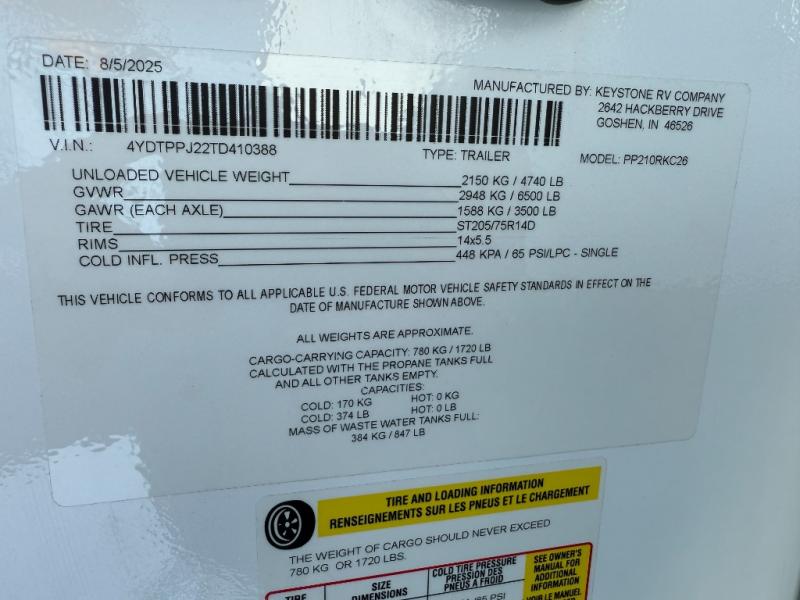 DATE: 8/5/2025
MANUFACTURED BY: KEYSTONE RV COMPANY
2642 HACKBERRY DRIVE
GOSHEN, IN 46526
V.I.N.: 4YDTPPJ22TD410388 TYPE: TRAILER MODEL: PP210RKC26
UNLOADED VEHICLE WEIGHT 2150 KG / 4740 LB
GVWR 2948 KG / 6500 LB
GAWR (EACH AXLE) 1588 KG / 3500 LB
TIRE ST205/75R14D
RIMS 14x5.5
COLD INFL. PRESS 448 KPA / 65 PSI/LPC - SINGLE
THIS VEHICLE CONFORMS TO ALL APPLICABLE U.S. FEDERAL MOTOR VEHICLE SAFETY STANDARDS IN EFFECT ON THE
DATE OF MANUFACTURE SHOWN ABOVE.
ALL WEIGHTS ARE APPROXIMATE.
CARGO-CARRYING CAPACITY: 780 KG / 1720 LB
CALCULATED WITH THE PROPANE TANKS FULL
AND ALL OTHER TANKS EMPTY.
CAPACITIES:
COLD: 170 KG HOT: 0 KG
COLD: 374 LB HOT: 0 LB
MASS OF WASTE WATER TANKS FULL:
384 KG / 847 LB
TIRE AND LOADING INFORMATION
RENSEIGNEMENTS SUR LES PNEUS ET LE CHARGEMENT
THE WEIGHT OF CARGO SHOULD NEVER EXCEED
780 KG OR 1720 LBS.
TIRE
SIZE
DIMENSIONS
COLD TIRE PRESSURE
PRESSION DES
PNEUS A FROID
SEE OWNER'S
MANUAL FOR
ADDITIONAL
INFORMATION
VOIR LE MANUEL